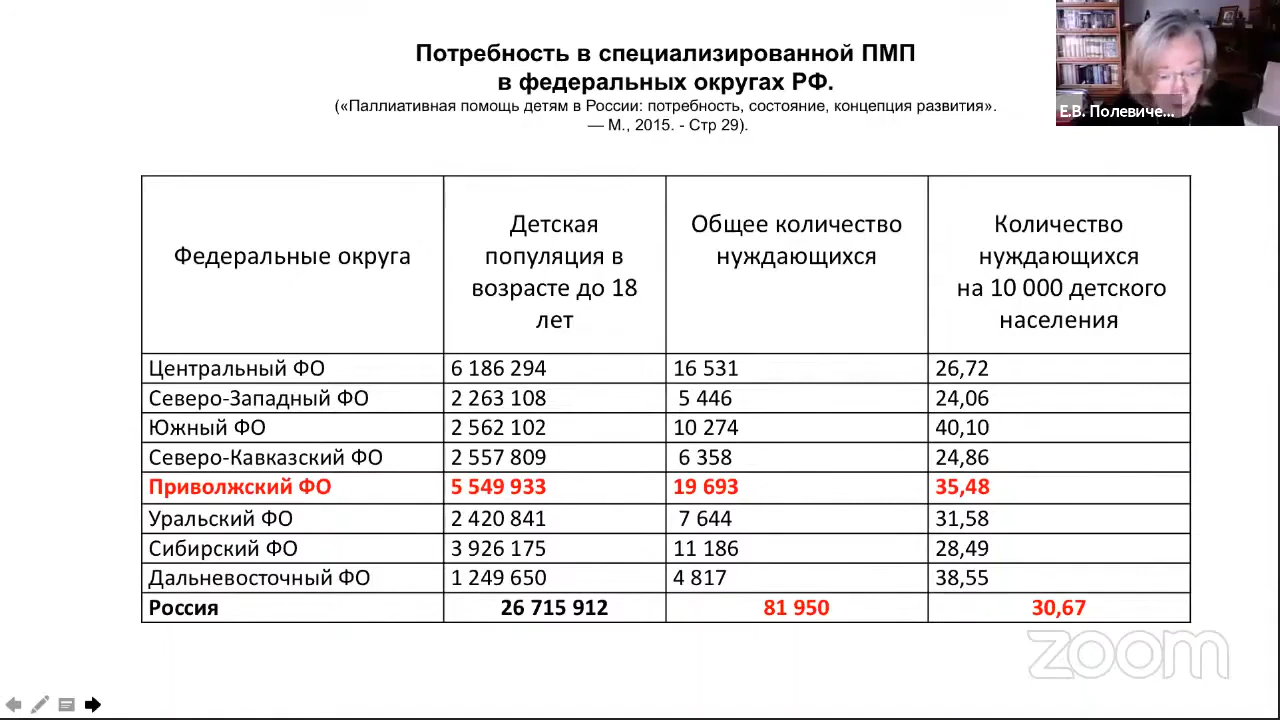 Потребность в специализированной ПМП
в федеральных округах РФ.
(«Паллиативная помощь детям в России: потребность, состояние, концепция развития».
— М., 2015. - Стр 29).
Е.В. Полевиче...
Федеральные округа
Детская популяция в возрасте до 18 лет
Общее количество нуждающихся
Количество нуждающихся на 10 000 детского населения
Центральный ФО 6 186 294 16 531 26,72
Северо-Западный ФО 2 263 108 5 446 24,06
Южный ФО 2 562 102 10 274 40,10
Северо-Кавказский ФО 2 557 809 6 358 24,86
Приволжский ФО 5 549 933 19 693 35,48
Уральский ФО 2 420 841 7 644 31,58
Сибирский ФО 3 926 175 11 186 28,49
Дальневосточный ФО 1 249 650 4 817 38,55
Россия 26 715 912 81 950 30,67
zoom